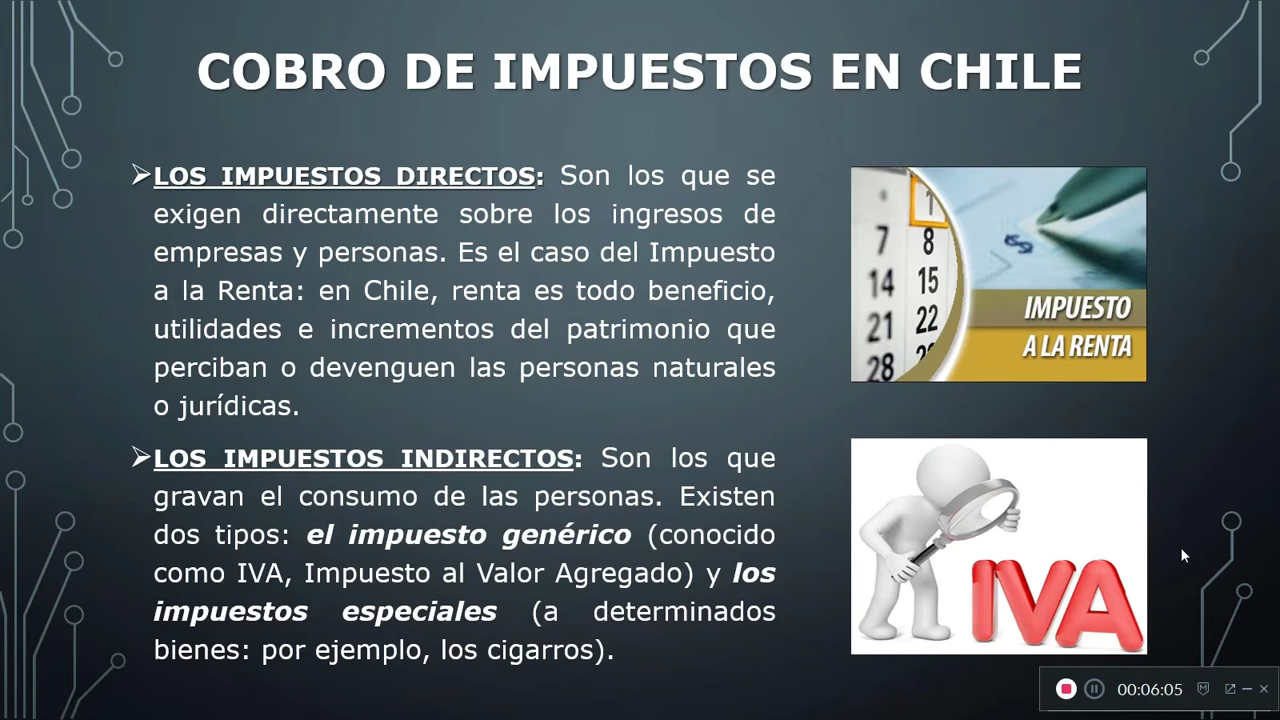 COBRO DE IMPUESTOS EN CHILE
LOS IMPUESTOS DIRECTOS: Son los que se
exigen directamente sobre los ingresos de
empresas y personas. Es el caso del Impuesto
a la Renta: en Chile, renta es todo beneficio,
utilidades e incrementos del patrimonio que
perciban o devenguen las personas naturales
o jurídicas.
LOS IMPUESTOS INDIRECTOS: Son los que
gravan el consumo de las personas. Existen
dos tipos: el impuesto genérico (conocido
como IVA, Impuesto al Valor Agregado) y los
impuestos especiales (a determinados
bienes: por ejemplo, los cigarros).
1
7 8
14 15
21 22
28
$
IMPUESTO
A LA RENTA
IVA
00:06:05